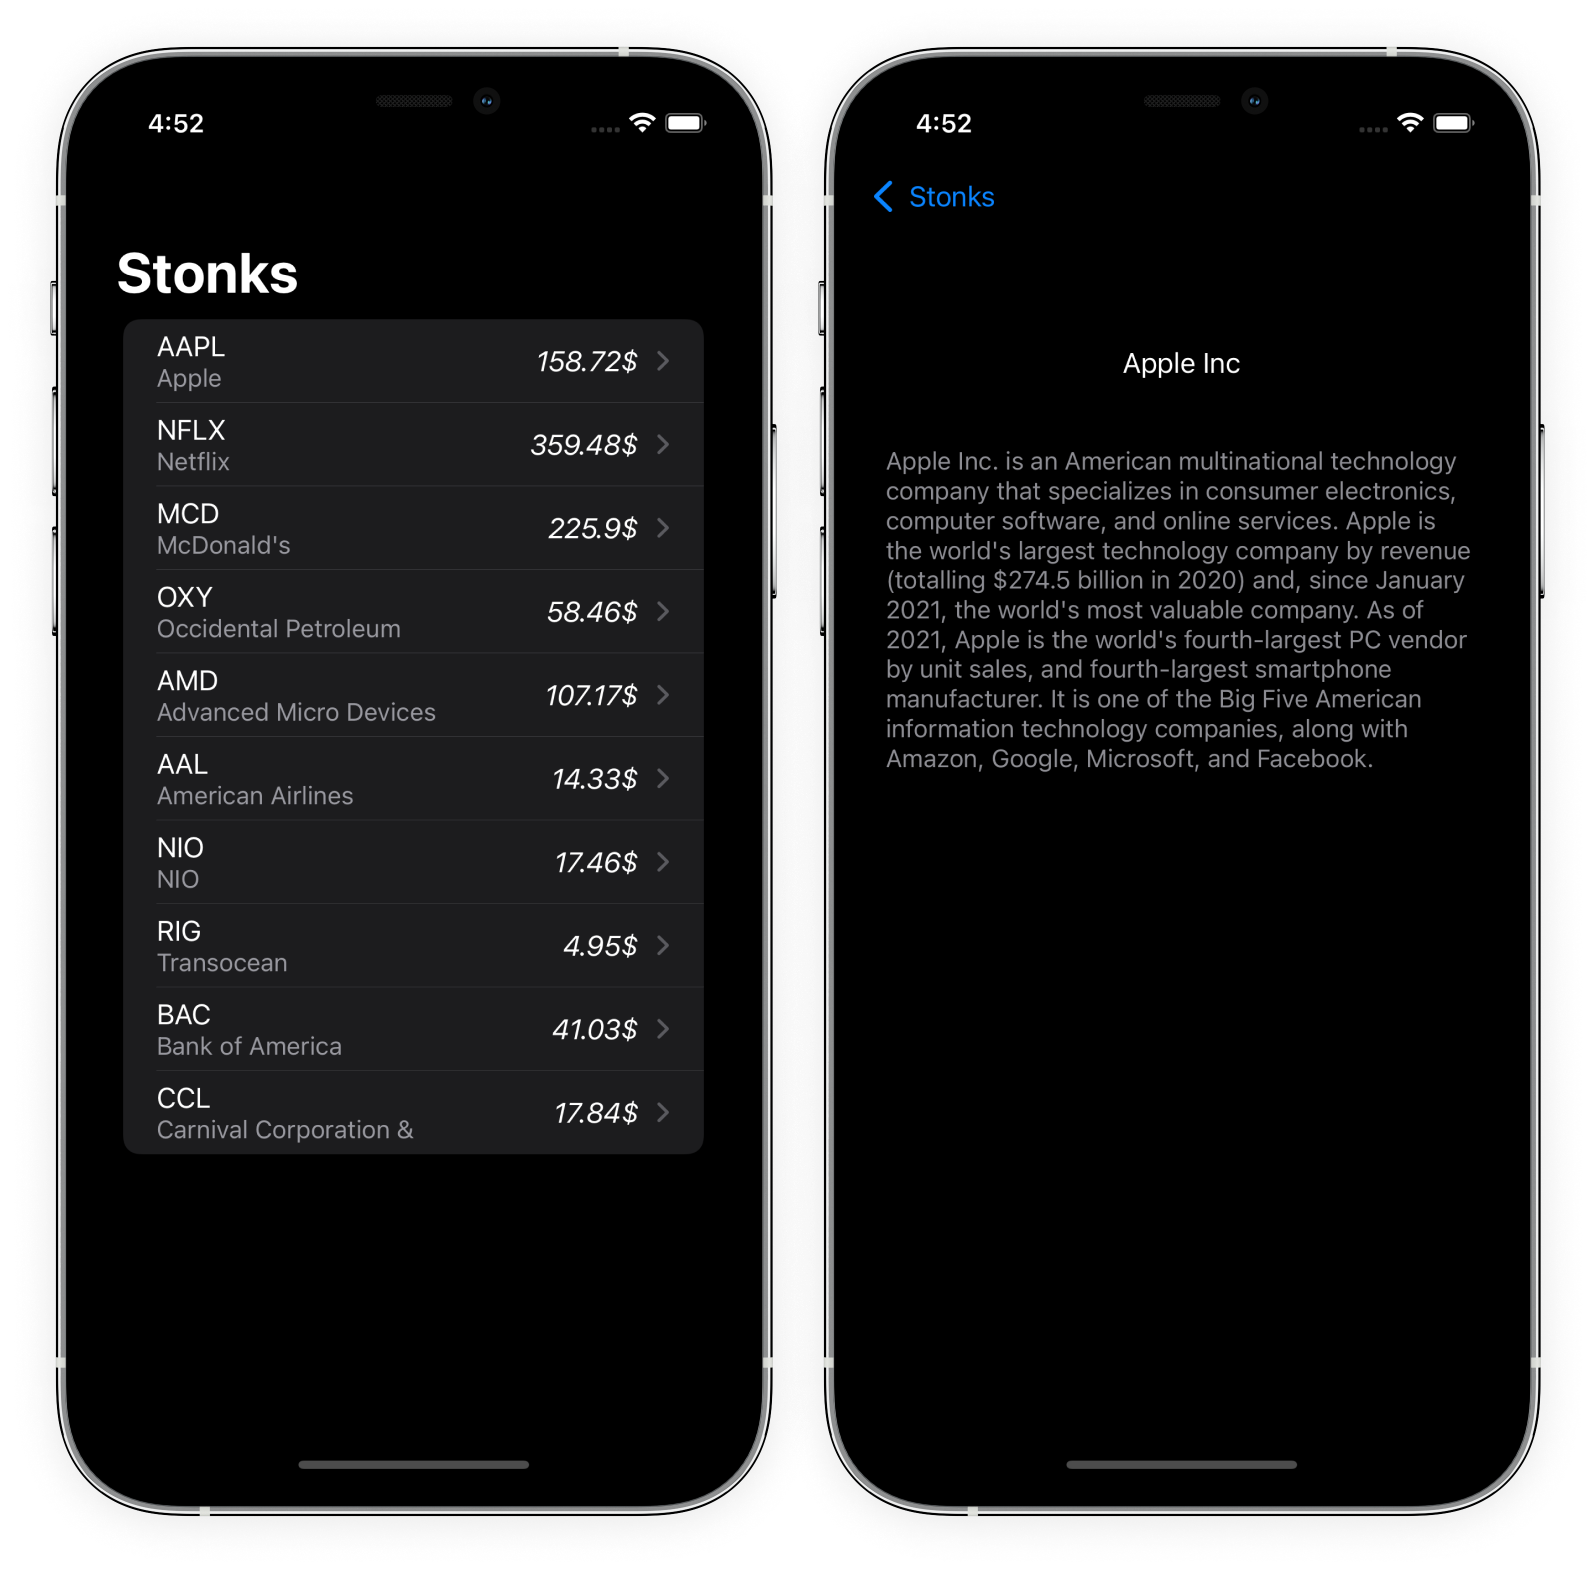 4:52
Stonks
AAPL
Apple
158.72$
NFLX
Netflix
359.48$
MCD
McDonald's
225.9$
OXY
Occidental Petroleum
58.46$
AMD
Advanced Micro Devices
107.17$
AAL
American Airlines
14.33$
NIO
NIO
17.46$
RIG
Transocean
4.95$
BAC
Bank of America
41.03$
CCL
Carnival Corporation &
17.84$
4:52
Stonks
Apple Inc
Apple Inc. is an American multinational technology
company that specializes in consumer electronics,
computer software, and online services. Apple is
the world's largest technology company by revenue
(totalling $274.5 billion in 2020) and, since January
2021, the world's most valuable company. As of
2021, Apple is the world's fourth-largest PC vendor
by unit sales, and fourth-largest smartphone
manufacturer. It is one of the Big Five American
information technology companies, along with
Amazon, Google, Microsoft, and Facebook.